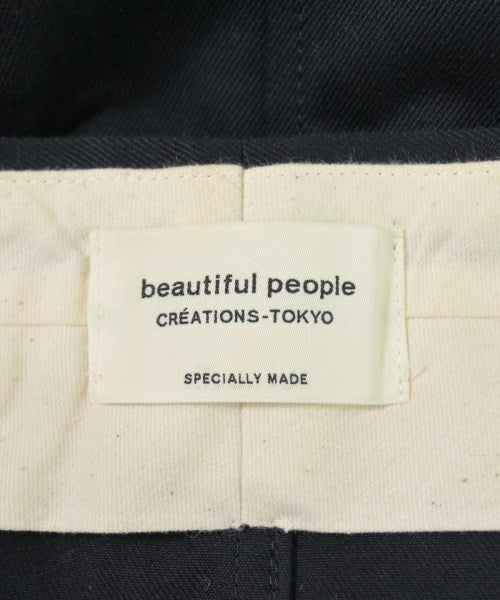 beautiful people
CRÉATIONS-TOKYO
SPECIALLY MADE